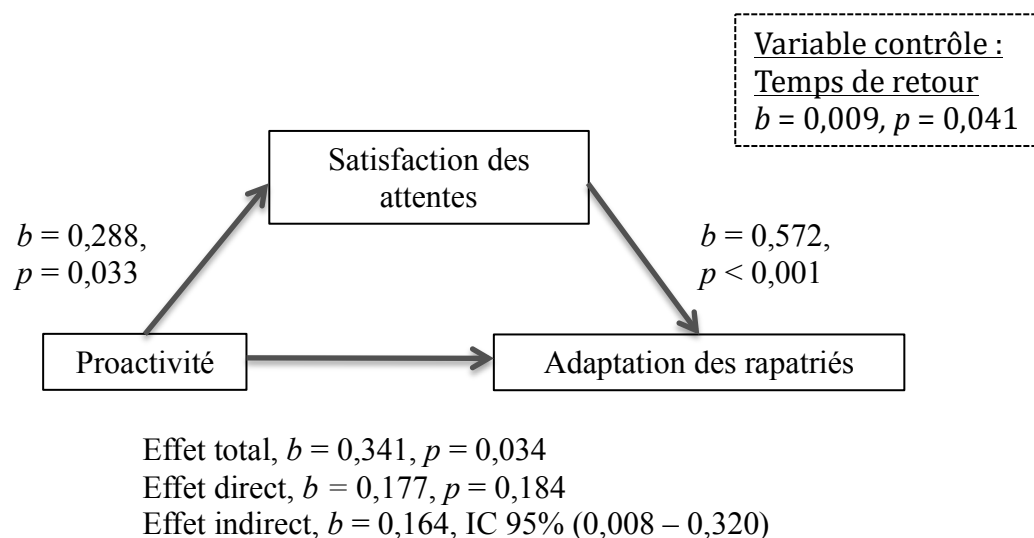 Variable contrôle :
Temps de retour
b = 0,009, p = 0,041
Satisfaction des
attentes
b = 0,288,
p = 0,033
b = 0,572,
p < 0,001
Proactivité
Adaptation des rapatriés
Effet total, b = 0,341, p = 0,034
Effet direct, b = 0,177, p = 0,184
Effet indirect, b = 0,164, IC 95% (0,008 – 0,320)